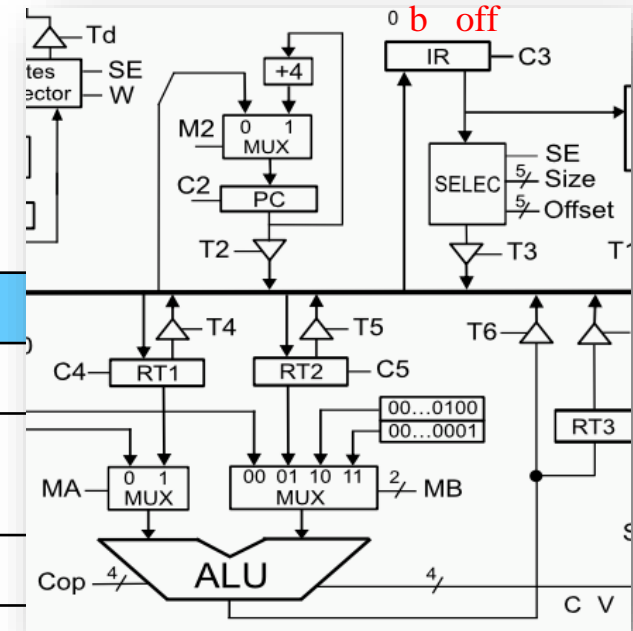 0 b off
Td
IR
C3
tes
ector
SE
W
+4
M2
0 1
MUX
C2
PC
SELEC
SE
5 Size
5 Offset
T2
T3
T1
T4
T5
T6
C4
RT1
RT2
C5
00...0100
00...0001
RT3
MA
0 1
MUX
00 01 10 11
MUX
2
MB
Cop
4
ALU
4
C V